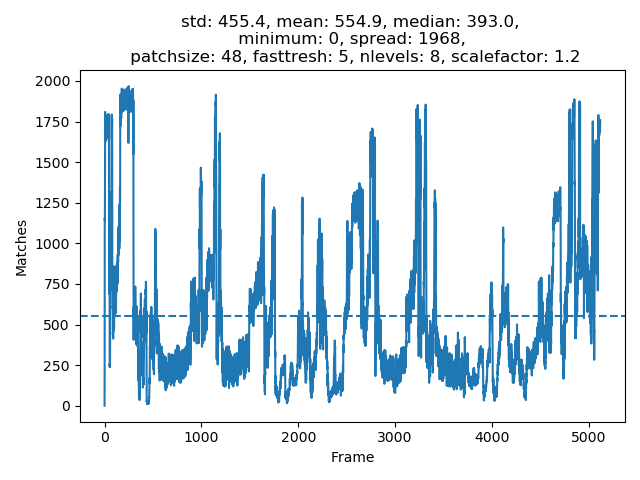 std: 455.4, mean: 554.9, median: 393.0,
minimum: 0, spread: 1968,
patchsize: 48, fasttresh: 5, nlevels: 8, scalefactor: 1.2
2000
1750
1500
1250
1000
750
500
250
0
Matches
0 1000 2000 3000 4000 5000
Frame